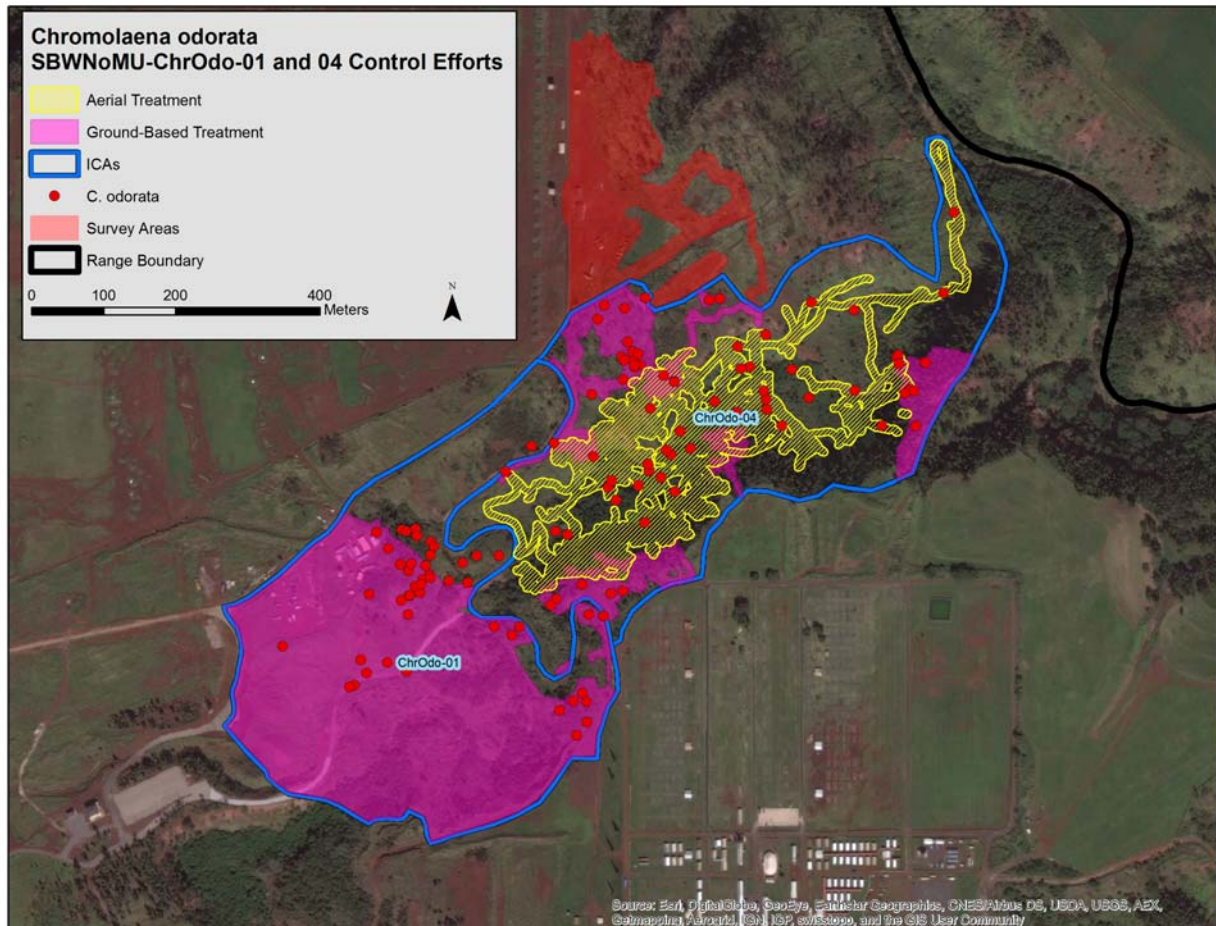 Chromolaena odorata
SBWNoMU-ChrOdo-01 and 04 Control Efforts
Aerial Treatment
Ground-Based Treatment
ICAs
C. odorata
Survey Areas
Range Boundary
0 100 200 400
Meters
N
ChrOdo-04
ChrOdo-01
Source: Esri, DigitalGlobe, GeoEye, Earthstar Geographics, CNES/Airbus DS, USDA, USGS, AEX,
Getmapping, Aerogrid, IGN, IGP, swisstopo, and the GIS User Community